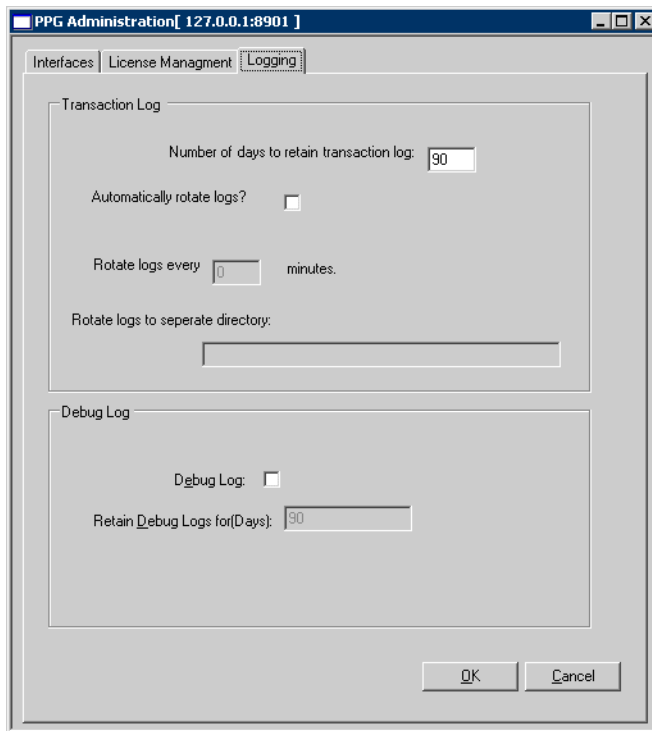 PPG Administration[ 127.0.0.1:8901 ]
Interfaces License Managment Logging
Transaction Log
Number of days to retain transaction log: 90
Automatically rotate logs?
Rotate logs every 0 minutes.
Rotate logs to seperate directory:
Debug Log
Debug Log:
Retain Debug Logs for(Days): 90
OK Cancel